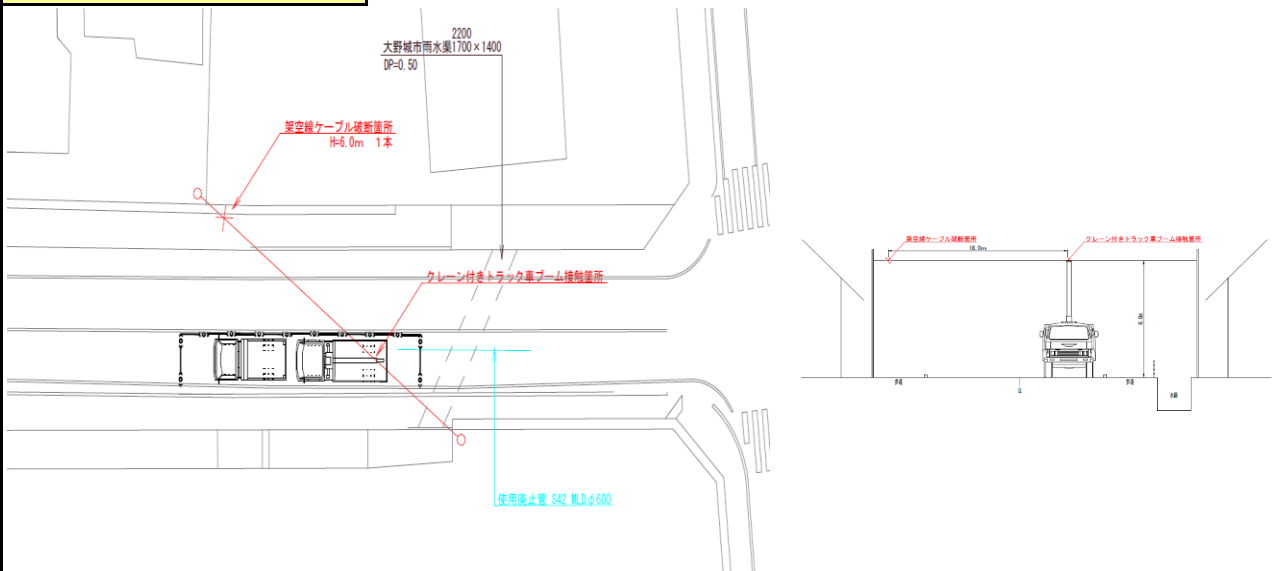 2200
大野城市雨水渠1700×1400
DP=0.50
架空線ケーブル破断箇所
H=6.0m 1本
クレーン付きトラック車ブーム接触箇所
使用廃止管 S42 MLDφ600
架空線ケーブル破断箇所
クレーン付きトラック車ブーム接触箇所
18.0m
6.0m
歩道
歩道
水路